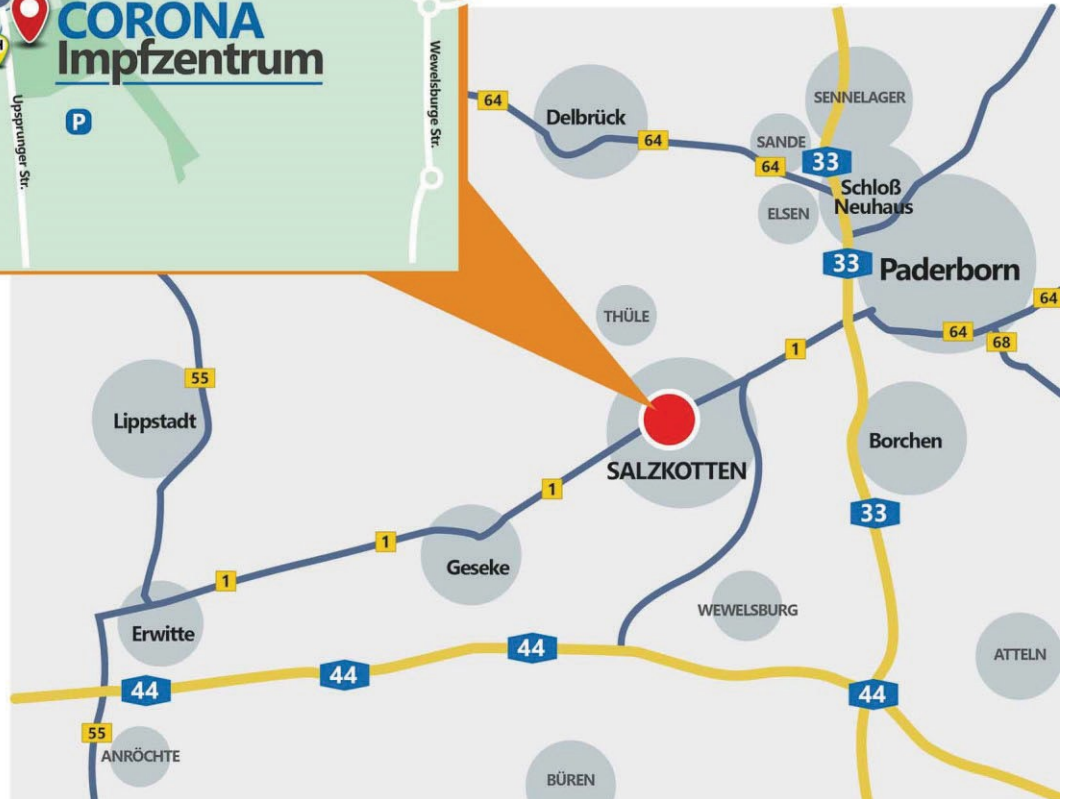 CORONA
Impfzentrum
H
P
Upsprunger Str.
Wewelsburge Str.
64
Delbrück
64
SENNELAGER
SANDE
64
33
Schloß
Neuhaus
ELSEN
33
Paderborn
64
64
68
THÜLE
1
55
Lippstadt
SALZKOTTEN
Borchen
1
33
1
Geseke
1
Erwitte
WEWELSBURG
44
44
44
44
ATTELN
55
ANRÖCHTE
BÜREN